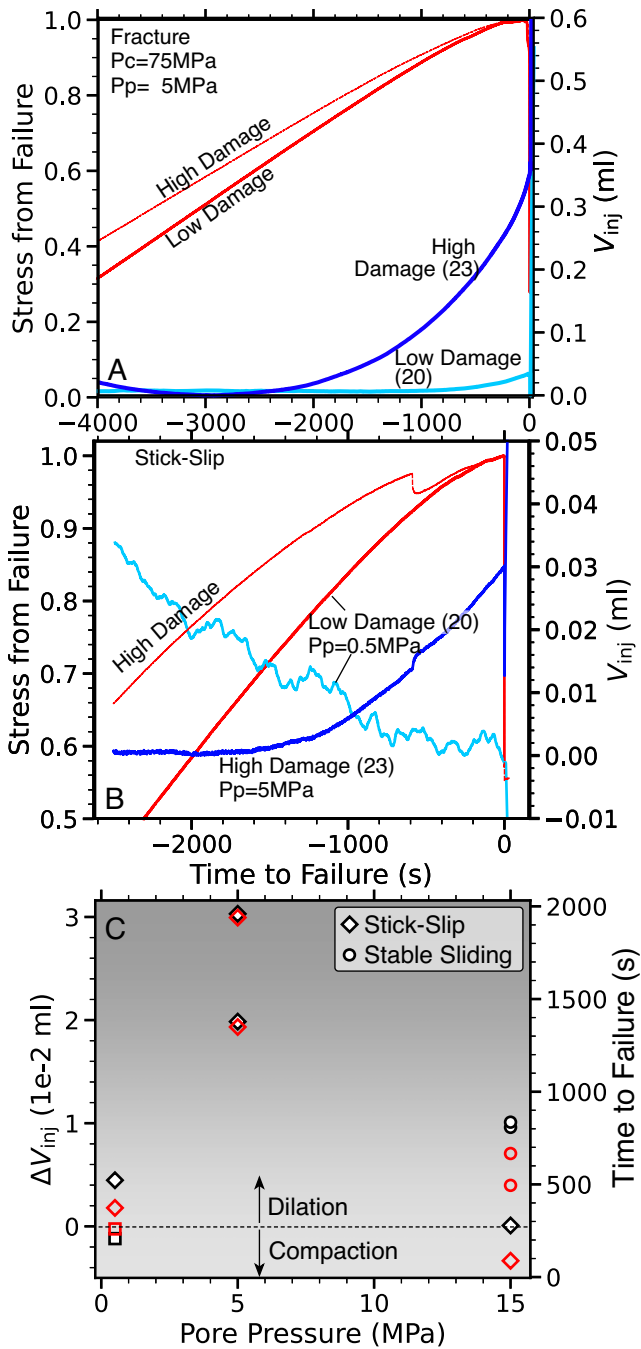 Fracture
Pc=75MPa
Pp= 5MPa
High Damage
Low Damage
High
Damage (23)
Low Damage
(20)
A
Stress from Failure
1.0
0.8
0.6
0.4
0.2
0.0
V_inj (ml)
0.6
0.5
0.4
0.3
0.2
0.1
0.0
−4000 −3000 −2000 −1000 0
Stick-Slip
High Damage
Low Damage (20)
Pp=0.5MPa
High Damage (23)
Pp=5MPa
B
Stress from Failure
1.0
0.9
0.8
0.7
0.6
0.5
V_inj (ml)
0.05
0.04
0.03
0.02
0.01
0.00
−0.01
−2000 −1000 0
Time to Failure (s)
C
Stick-Slip
Stable Sliding
Dilation
Compaction
ΔV_inj (1e-2 ml)
3
2
1
0
Time to Failure (s)
2000
1500
1000
500
0
0 5 10 15
Pore Pressure (MPa)